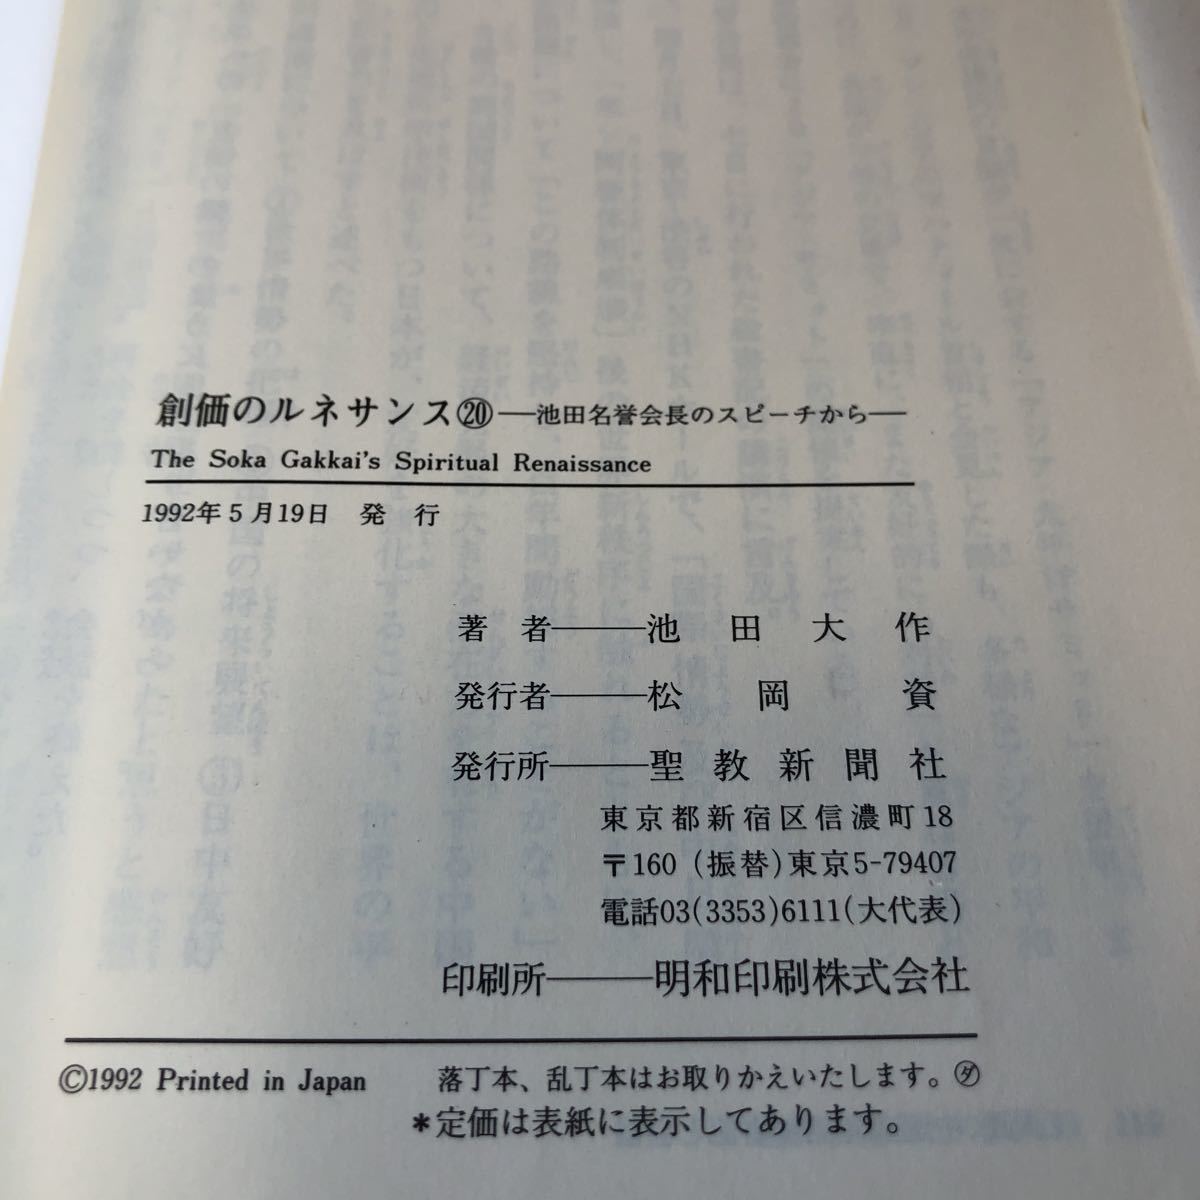 創価のルネサンス⑳―池田名誉会長のスピーチから―
The Soka Gakkai's Spiritual Renaissance
1992年5月19日 発 行
著 者――池 田 大 作
発行者――松 岡 資
発行所――聖 教 新 聞 社
東京都新宿区信濃町18
〒160 (振替)東京5-79407
電話03(3353)6111(大代表)
印刷所――明和印刷株式会社
©1992 Printed in Japan 落丁本、乱丁本はお取りかえいたします。㋟
*定価は表紙に表示してあります。